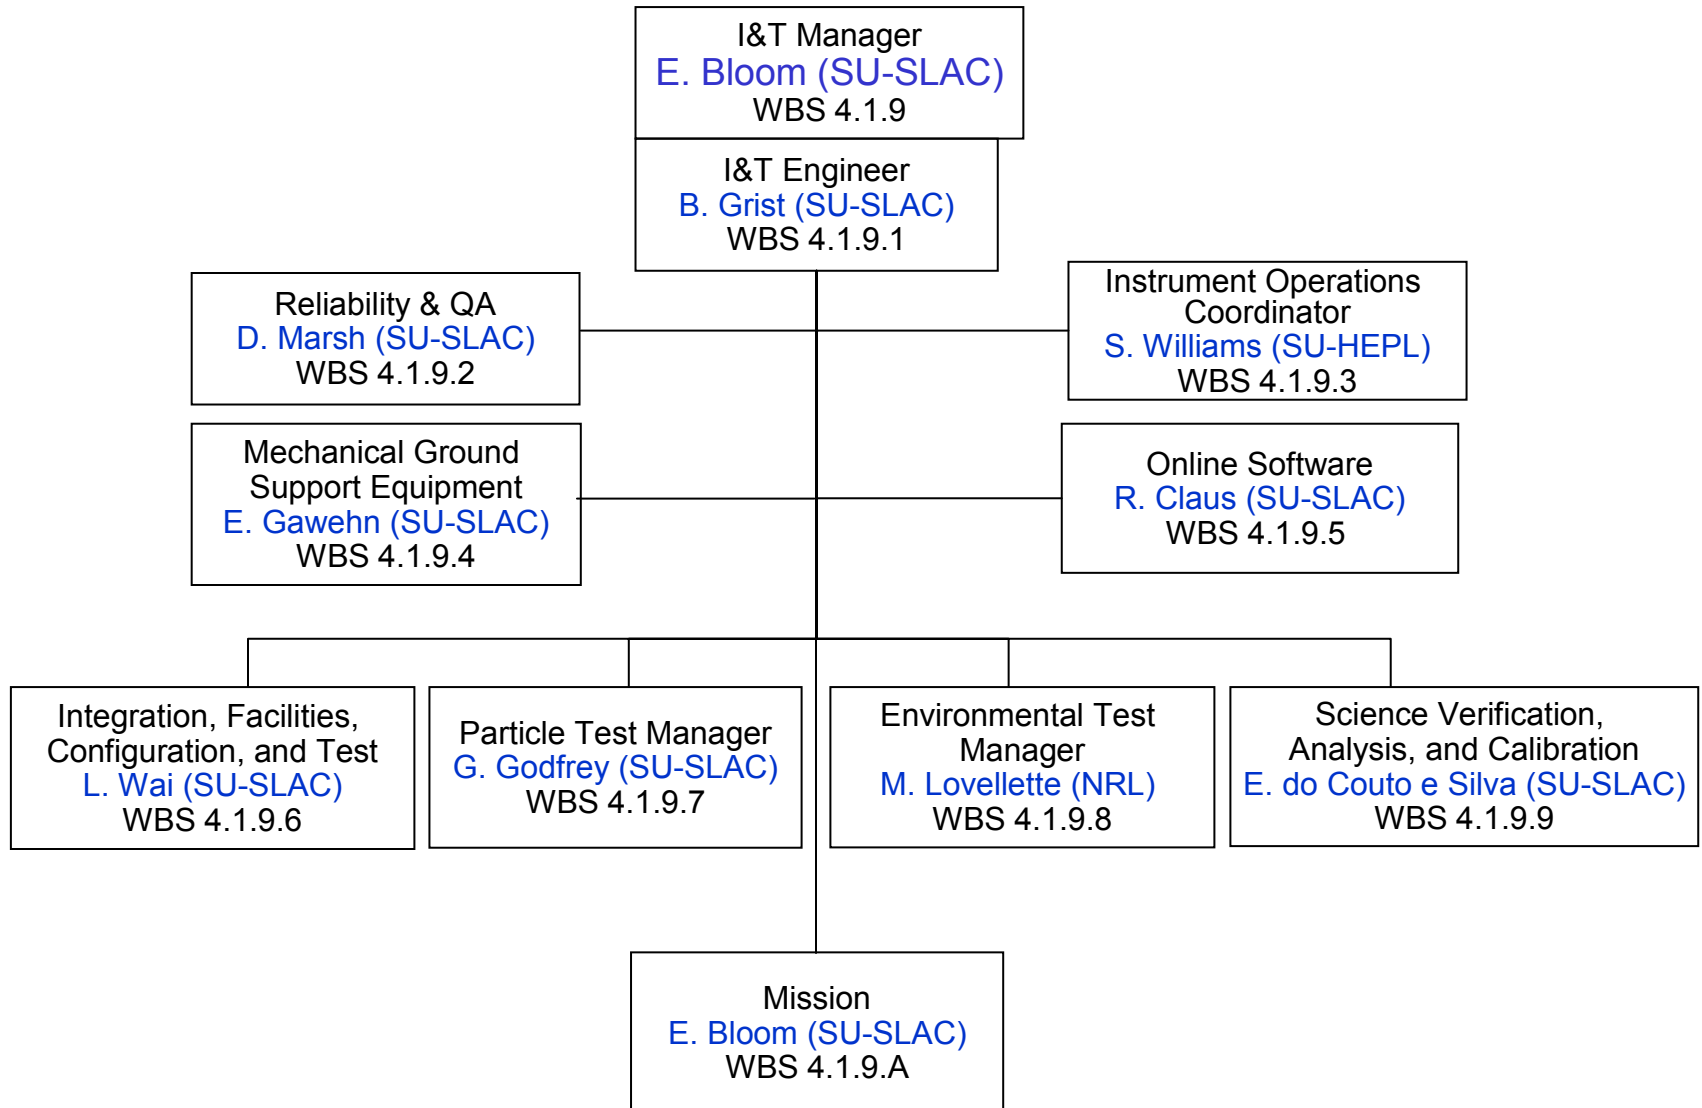 I&T Manager
E. Bloom (SU-SLAC)
WBS 4.1.9
I&T Engineer
B. Grist (SU-SLAC)
WBS 4.1.9.1
Reliability & QA
D. Marsh (SU-SLAC)
WBS 4.1.9.2
Instrument Operations
Coordinator
S. Williams (SU-HEPL)
WBS 4.1.9.3
Mechanical Ground
Support Equipment
E. Gawehn (SU-SLAC)
WBS 4.1.9.4
Online Software
R. Claus (SU-SLAC)
WBS 4.1.9.5
Integration, Facilities,
Configuration, and Test
L. Wai (SU-SLAC)
WBS 4.1.9.6
Particle Test Manager
G. Godfrey (SU-SLAC)
WBS 4.1.9.7
Environmental Test
Manager
M. Lovellette (NRL)
WBS 4.1.9.8
Science Verification,
Analysis, and Calibration
E. do Couto e Silva (SU-SLAC)
WBS 4.1.9.9
Mission
E. Bloom (SU-SLAC)
WBS 4.1.9.A